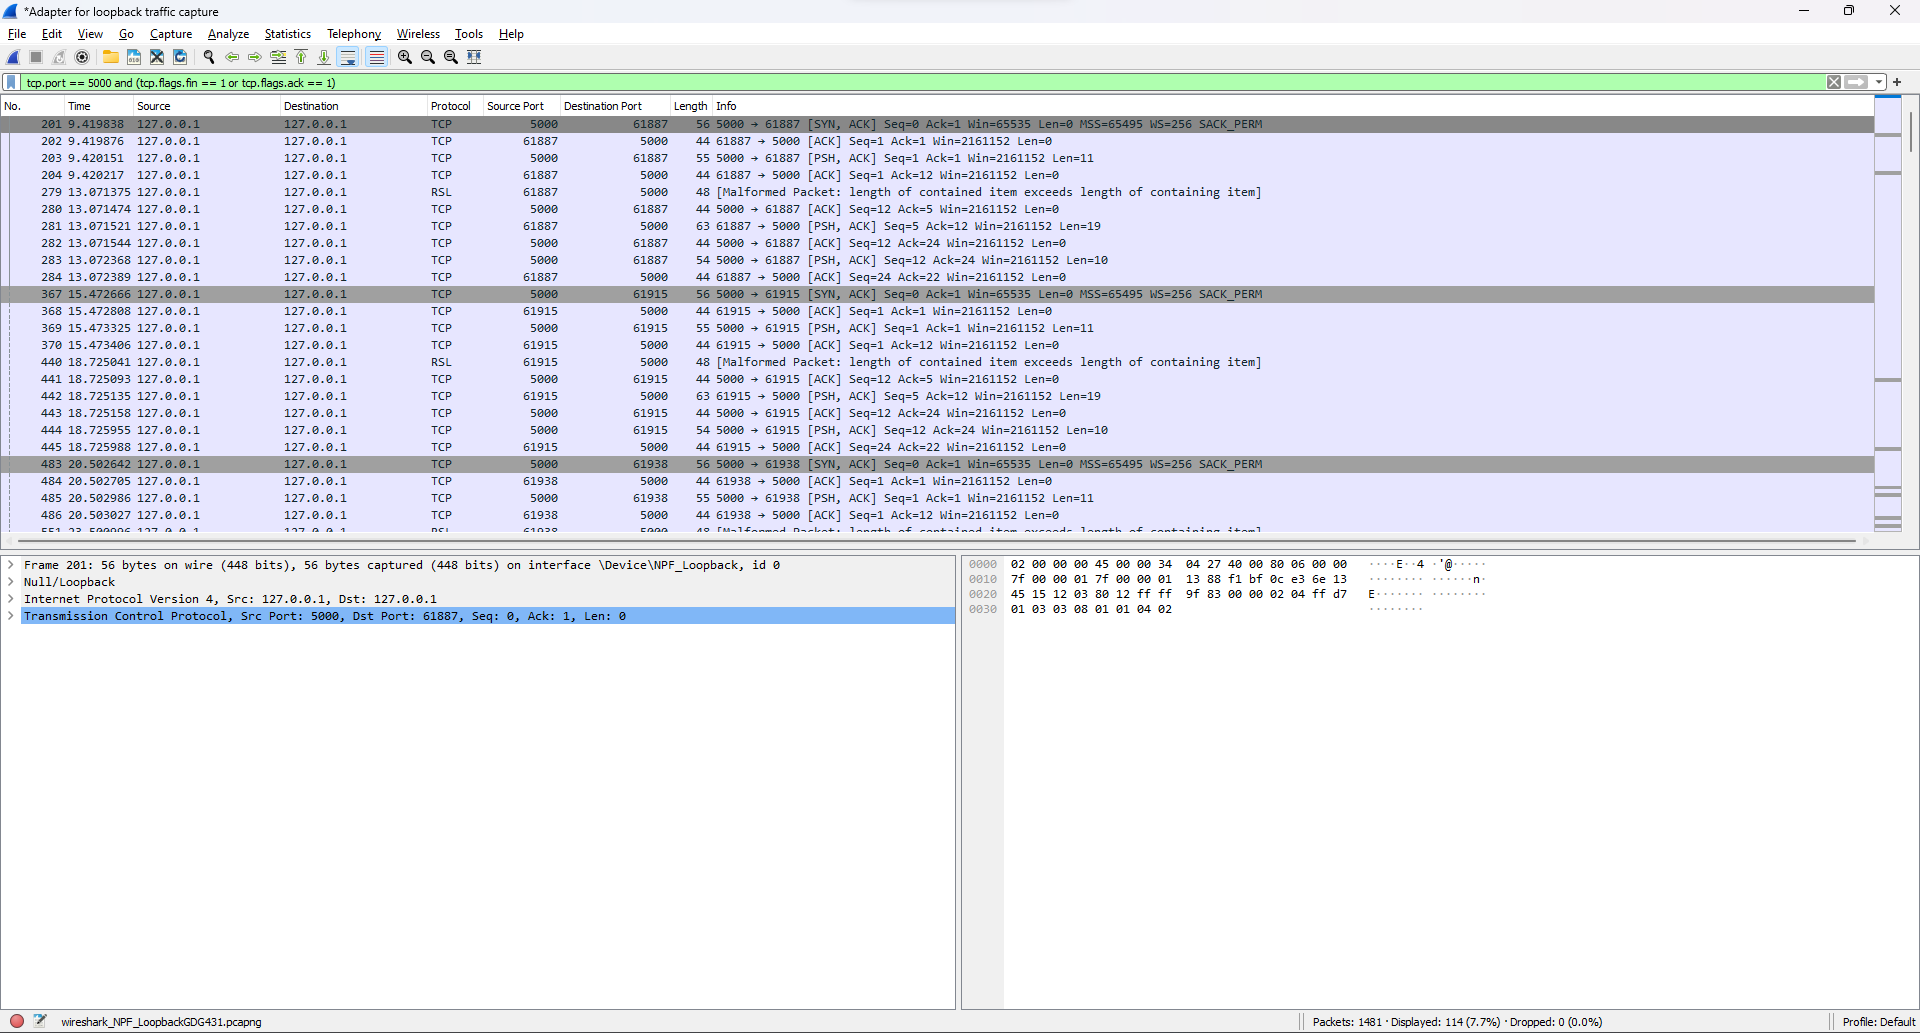 *Adapter for loopback traffic capture
File Edit View Go Capture Analyze Statistics Telephony Wireless Tools Help
tcp.port == 5000 and (tcp.flags.fin == 1 or tcp.flags.ack == 1)
No. Time Source Destination Protocol Source Port Destination Port Length Info
201 9.419838 127.0.0.1 127.0.0.1 TCP 5000 61887 56 5000 → 61887 [SYN, ACK] Seq=0 Ack=1 Win=65535 Len=0 MSS=65495 WS=256 SACK_PERM
202 9.419876 127.0.0.1 127.0.0.1 TCP 61887 5000 44 61887 → 5000 [ACK] Seq=1 Ack=1 Win=2161152 Len=0
203 9.420151 127.0.0.1 127.0.0.1 TCP 5000 61887 55 5000 → 61887 [PSH, ACK] Seq=1 Ack=1 Win=2161152 Len=11
204 9.420217 127.0.0.1 127.0.0.1 TCP 61887 5000 44 61887 → 5000 [ACK] Seq=1 Ack=12 Win=2161152 Len=0
279 13.071375 127.0.0.1 127.0.0.1 RSL 61887 5000 48 [Malformed Packet: length of contained item exceeds length of containing item]
280 13.071474 127.0.0.1 127.0.0.1 TCP 5000 61887 44 5000 → 61887 [ACK] Seq=12 Ack=5 Win=2161152 Len=0
281 13.071521 127.0.0.1 127.0.0.1 TCP 61887 5000 63 61887 → 5000 [PSH, ACK] Seq=5 Ack=12 Win=2161152 Len=19
282 13.071544 127.0.0.1 127.0.0.1 TCP 5000 61887 44 5000 → 61887 [ACK] Seq=12 Ack=24 Win=2161152 Len=0
283 13.072368 127.0.0.1 127.0.0.1 TCP 5000 61887 54 5000 → 61887 [PSH, ACK] Seq=12 Ack=24 Win=2161152 Len=10
284 13.072389 127.0.0.1 127.0.0.1 TCP 61887 5000 44 61887 → 5000 [ACK] Seq=24 Ack=22 Win=2161152 Len=0
367 15.472666 127.0.0.1 127.0.0.1 TCP 5000 61915 56 5000 → 61915 [SYN, ACK] Seq=0 Ack=1 Win=65535 Len=0 MSS=65495 WS=256 SACK_PERM
368 15.472808 127.0.0.1 127.0.0.1 TCP 61915 5000 44 61915 → 5000 [ACK] Seq=1 Ack=1 Win=2161152 Len=0
369 15.473325 127.0.0.1 127.0.0.1 TCP 5000 61915 55 5000 → 61915 [PSH, ACK] Seq=1 Ack=1 Win=2161152 Len=11
370 15.473406 127.0.0.1 127.0.0.1 TCP 61915 5000 44 61915 → 5000 [ACK] Seq=1 Ack=12 Win=2161152 Len=0
440 18.725041 127.0.0.1 127.0.0.1 RSL 61915 5000 48 [Malformed Packet: length of contained item exceeds length of containing item]
441 18.725093 127.0.0.1 127.0.0.1 TCP 5000 61915 44 5000 → 61915 [ACK] Seq=12 Ack=5 Win=2161152 Len=0
442 18.725135 127.0.0.1 127.0.0.1 TCP 61915 5000 63 61915 → 5000 [PSH, ACK] Seq=5 Ack=12 Win=2161152 Len=19
443 18.725158 127.0.0.1 127.0.0.1 TCP 5000 61915 44 5000 → 61915 [ACK] Seq=12 Ack=24 Win=2161152 Len=0
444 18.725955 127.0.0.1 127.0.0.1 TCP 5000 61915 54 5000 → 61915 [PSH, ACK] Seq=12 Ack=24 Win=2161152 Len=10
445 18.725988 127.0.0.1 127.0.0.1 TCP 61915 5000 44 61915 → 5000 [ACK] Seq=24 Ack=22 Win=2161152 Len=0
483 20.502642 127.0.0.1 127.0.0.1 TCP 5000 61938 56 5000 → 61938 [SYN, ACK] Seq=0 Ack=1 Win=65535 Len=0 MSS=65495 WS=256 SACK_PERM
484 20.502705 127.0.0.1 127.0.0.1 TCP 61938 5000 44 61938 → 5000 [ACK] Seq=1 Ack=1 Win=2161152 Len=0
485 20.502986 127.0.0.1 127.0.0.1 TCP 5000 61938 55 5000 → 61938 [PSH, ACK] Seq=1 Ack=1 Win=2161152 Len=11
486 20.503027 127.0.0.1 127.0.0.1 TCP 61938 5000 44 61938 → 5000 [ACK] Seq=1 Ack=12 Win=2161152 Len=0
127.0.0.1 127.0.0.1 RSL 61938 5000 48 [Malformed Packet: length of contained item exceeds length of containing item]
Frame 201: 56 bytes on wire (448 bits), 56 bytes captured (448 bits) on interface \Device\NPF_Loopback, id 0
Null/Loopback
Internet Protocol Version 4, Src: 127.0.0.1, Dst: 127.0.0.1
Transmission Control Protocol, Src Port: 5000, Dst Port: 61887, Seq: 0, Ack: 1, Len: 0
0000 02 00 00 00 45 00 00 34 04 27 40 00 80 06 00 00 ····E··4 ·'@·····
0010 7f 00 00 01 7f 00 00 01 13 88 f1 bf 0c e3 6e 13 ········ ······n·
0020 45 15 12 03 80 12 ff ff 9f 83 00 00 02 04 ff d7 E······· ········
0030 01 03 03 08 01 01 04 02 ········
wireshark_NPF_LoopbackGDG431.pcapng
Packets: 1481 · Displayed: 114 (7.7%) · Dropped: 0 (0.0%)
Profile: Default